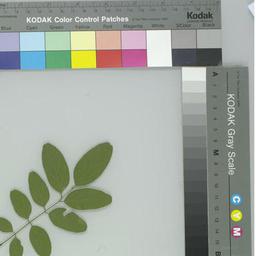 KODAK Color Control Patches
Kodak
Blue Cyan Green Yellow Red Magenta White 3/Color Black
KODAK Gray Scale
A
M
B
C
Y
M